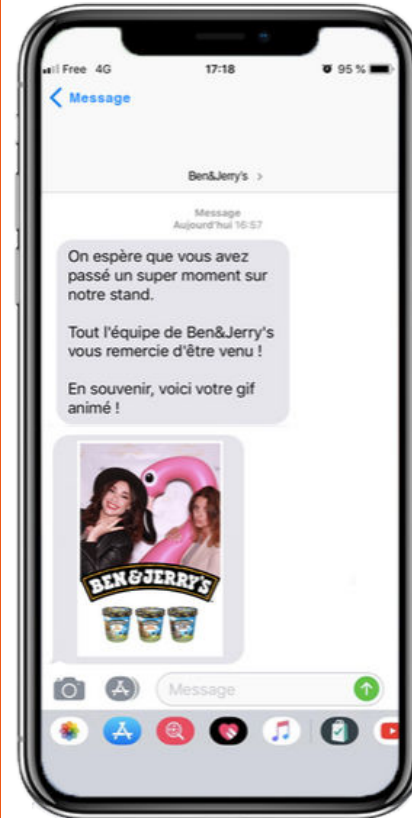 Free 4G 17:18 95 %
Message
Ben&Jerry's
Message
Aujourd'hui 16:57
On espère que vous avez
passé un super moment sur
notre stand.
Tout l'équipe de Ben&Jerry's
vous remercie d'être venu !
En souvenir, voici votre gif
animé !
BEN&JERRY'S
Message